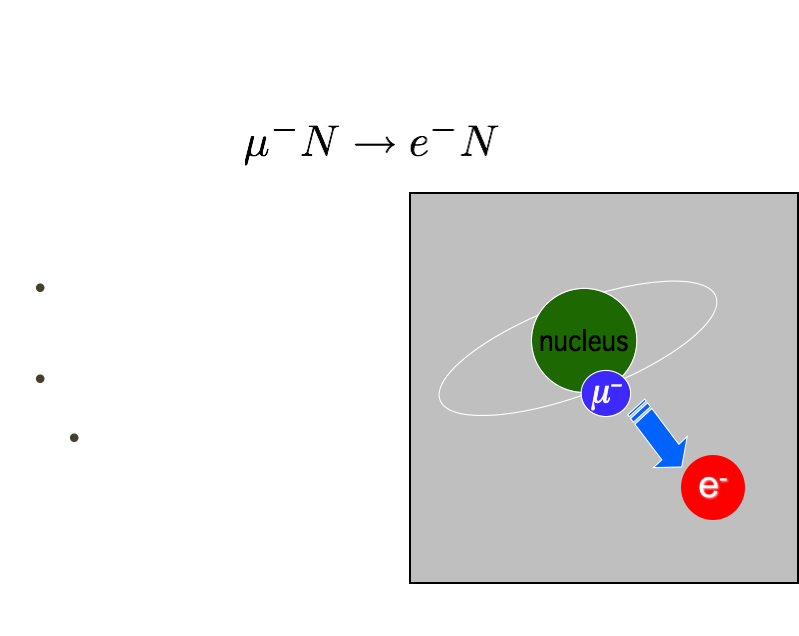 μ⁻N → e⁻N
nucleus
μ⁻
e⁻